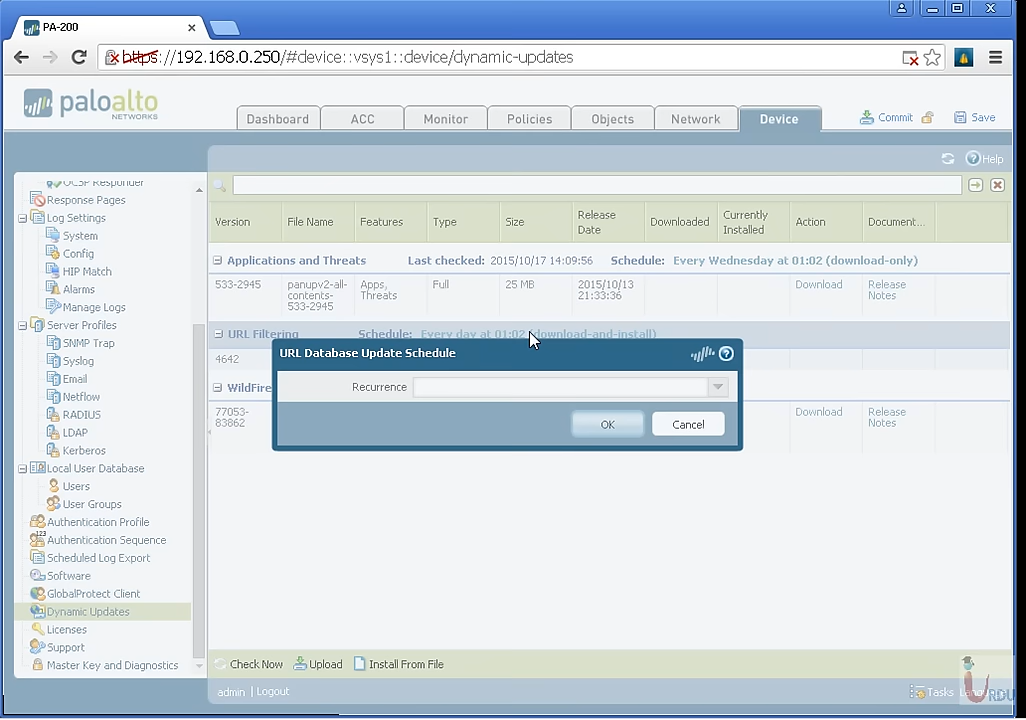 PA-200
https://192.168.0.250/#device::vsys1::device/dynamic-updates
paloalto
NETWORKS
Dashboard
ACC
Monitor
Policies
Objects
Network
Device
Commit
Save
Help
OCSP Responder
Response Pages
Log Settings
System
Config
HIP Match
Alarms
Manage Logs
Server Profiles
SNMP Trap
Syslog
Email
Netflow
RADIUS
LDAP
Kerberos
Local User Database
Users
User Groups
Authentication Profile
Authentication Sequence
Scheduled Log Export
Software
GlobalProtect Client
Dynamic Updates
Licenses
Support
Master Key and Diagnostics
Version
File Name
Features
Type
Size
Release
Date
Downloaded
Currently
Installed
Action
Document...
Applications and Threats Last checked: 2015/10/17 14:09:56 Schedule: Every Wednesday at 01:02 (download-only)
533-2945
panupv2-all-
contents-
533-2945
Apps,
Threats
Full
25 MB
2015/10/13
21:33:36
Download
Release
Notes
URL Filtering Schedule: Every day at 01:02 (download-and-install)
4642
WildFire
77053-
83862
Download
Release
Notes
URL Database Update Schedule
Recurrence
OK
Cancel
Check Now
Upload
Install From File
admin | Logout
Tasks
URDU